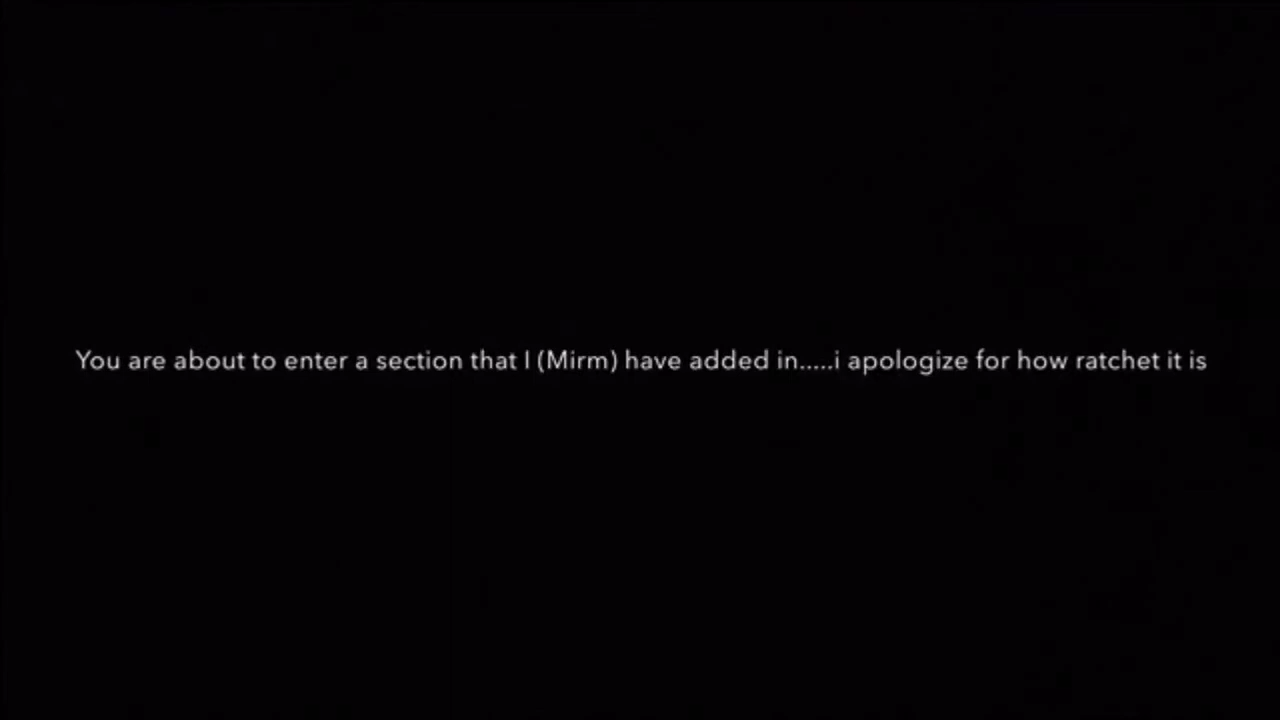 You are about to enter a section that I (Mirm) have added in.....i apologize for how ratchet it is